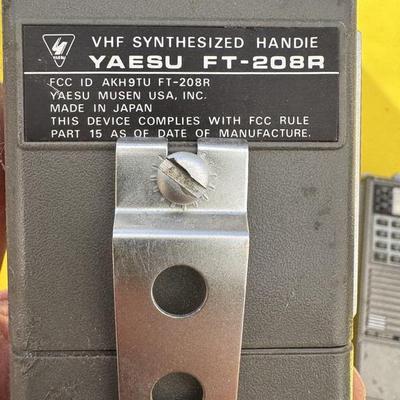 VHF SYNTHESIZED HANDIE
YAESU FT-208R
FCC ID AKH9TU FT-208R
YAESU MUSEN USA, INC.
MADE IN JAPAN
THIS DEVICE COMPLIES WITH FCC RULE
PART 15 AS OF DATE OF MANUFACTURE.